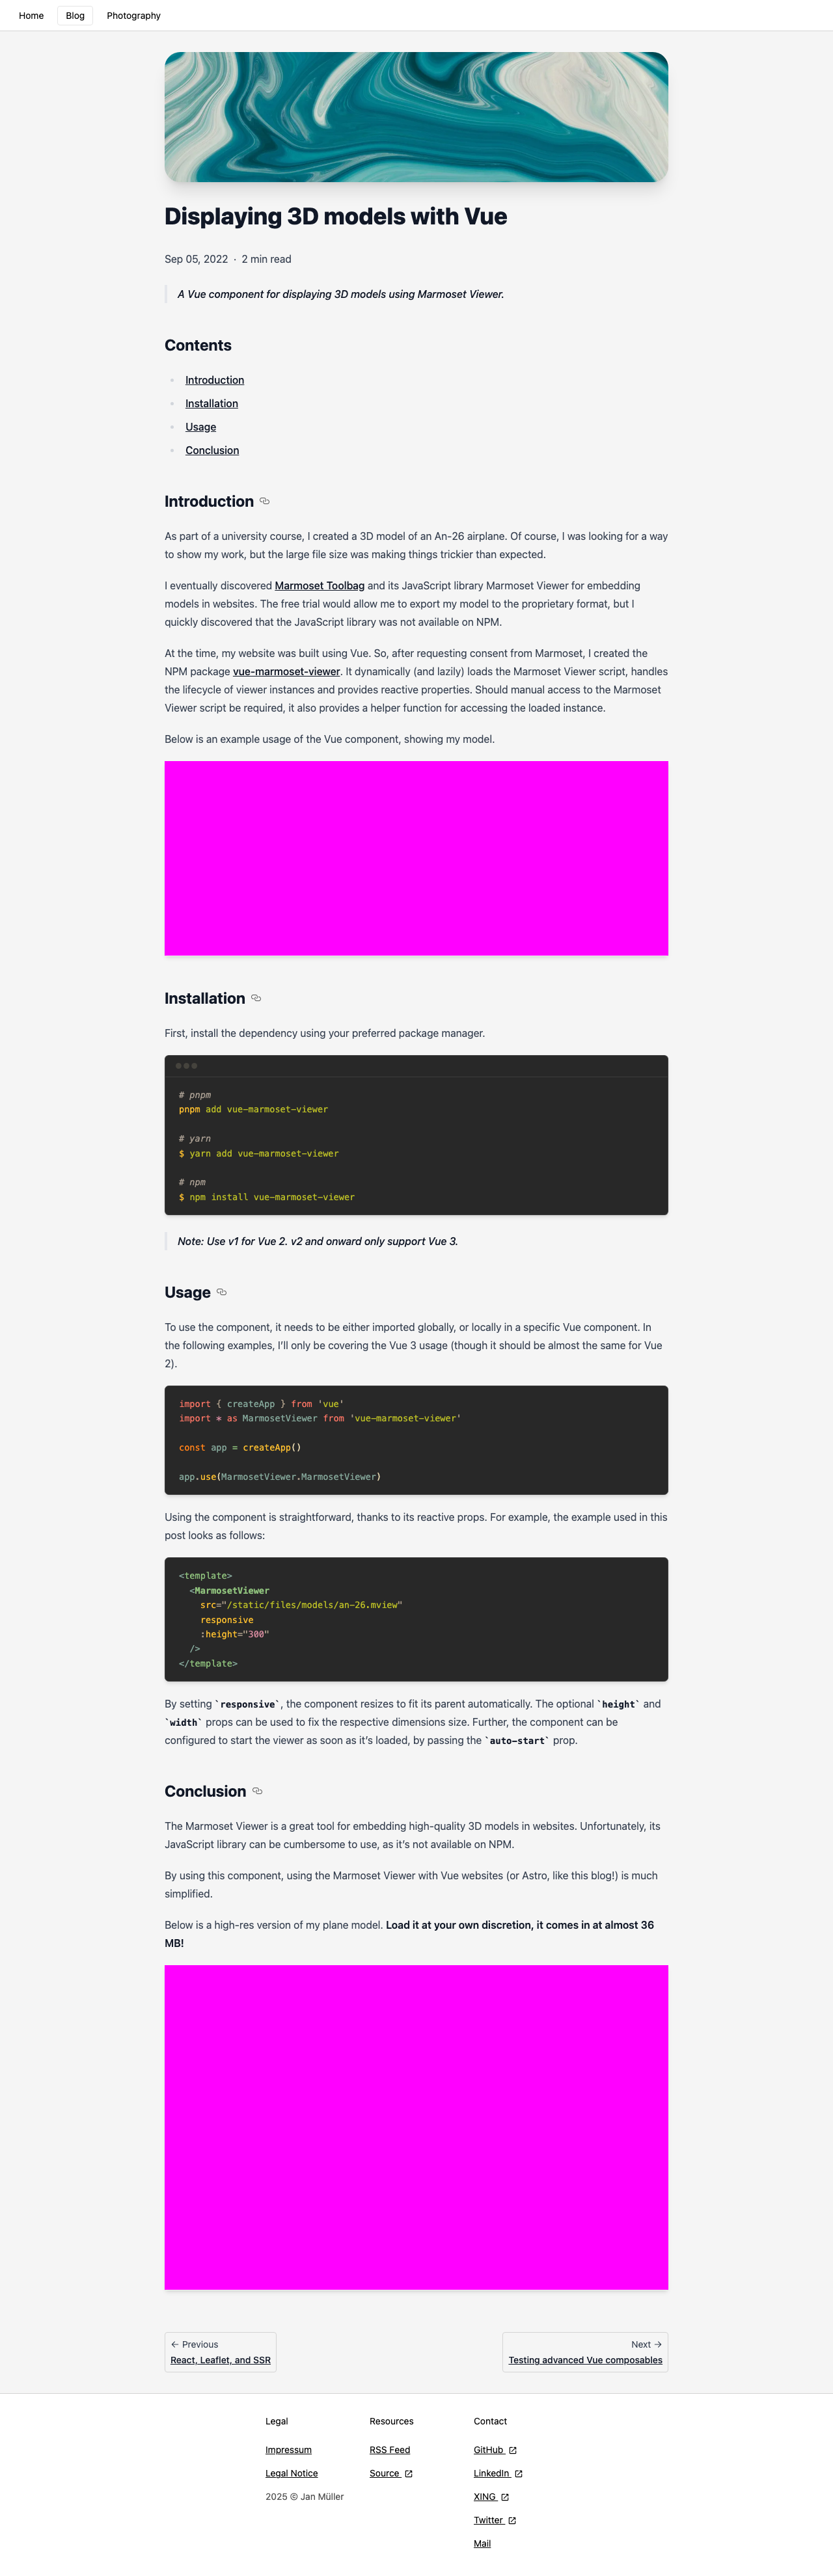 Home Blog Photography
Displaying 3D models with Vue
Sep 05, 2022 · 2 min read
A Vue component for displaying 3D models using Marmoset Viewer.
Contents
Introduction
Installation
Usage
Conclusion
Introduction
As part of a university course, I created a 3D model of an An-26 airplane. Of course, I was looking for a way
to show my work, but the large file size was making things trickier than expected.
I eventually discovered Marmoset Toolbag and its JavaScript library Marmoset Viewer for embedding
models in websites. The free trial would allow me to export my model to the proprietary format, but I
quickly discovered that the JavaScript library was not available on NPM.
At the time, my website was built using Vue. So, after requesting consent from Marmoset, I created the
NPM package vue-marmoset-viewer. It dynamically (and lazily) loads the Marmoset Viewer script, handles
the lifecycle of viewer instances and provides reactive properties. Should manual access to the Marmoset
Viewer script be required, it also provides a helper function for accessing the loaded instance.
Below is an example usage of the Vue component, showing my model.
Installation
First, install the dependency using your preferred package manager.
# pnpm
pnpm add vue-marmoset-viewer
# yarn
$ yarn add vue-marmoset-viewer
# npm
$ npm install vue-marmoset-viewer
Note: Use v1 for Vue 2. v2 and onward only support Vue 3.
Usage
To use the component, it needs to be either imported globally, or locally in a specific Vue component. In
the following examples, I'll only be covering the Vue 3 usage (though it should be almost the same for Vue
2).
import { createApp } from 'vue'
import * as MarmosetViewer from 'vue-marmoset-viewer'
const app = createApp()
app.use(MarmosetViewer.MarmosetViewer)
Using the component is straightforward, thanks to its reactive props. For example, the example used in this
post looks as follows:
<template>
<MarmosetViewer
src="/static/files/models/an-26.mview"
responsive
:height="300"
/>
</template>
By setting `responsive`, the component resizes to fit its parent automatically. The optional `height` and
`width` props can be used to fix the respective dimensions size. Further, the component can be
configured to start the viewer as soon as it's loaded, by passing the `auto-start` prop.
Conclusion
The Marmoset Viewer is a great tool for embedding high-quality 3D models in websites. Unfortunately, its
JavaScript library can be cumbersome to use, as it's not available on NPM.
By using this component, using the Marmoset Viewer with Vue websites (or Astro, like this blog!) is much
simplified.
Below is a high-res version of my plane model. Load it at your own discretion, it comes in at almost 36
MB!
← Previous
React, Leaflet, and SSR
Next →
Testing advanced Vue composables
Legal
Impressum
Legal Notice
2025 © Jan Müller
Resources
RSS Feed
Source
Contact
GitHub
LinkedIn
XING
Twitter
Mail